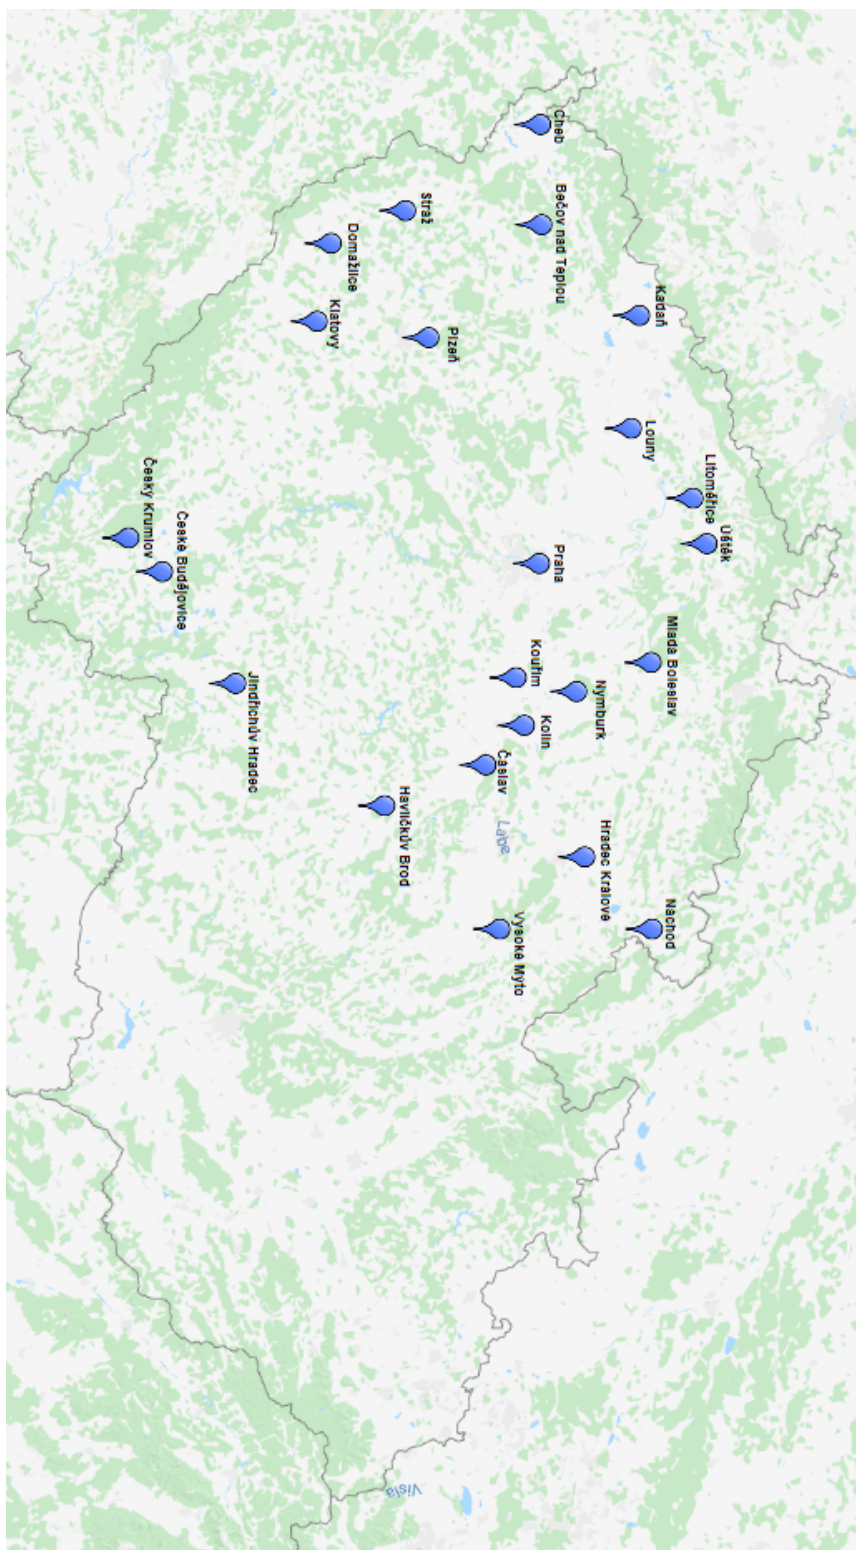 Úštěk
Litoměřice
Mladá Boleslav
Náchod
Kadaň
Louny
Hradec Králové
Nymburk
Cheb
Bečov nad Teplou
Praha
Kolín
Kouřim
Vysoké Mýto
Čáslav
Labe
Plzeň
Stráž
Havlíčkův Brod
Visla
Domažlice
Klatovy
Jindřichův Hradec
České Budějovice
Český Krumlov